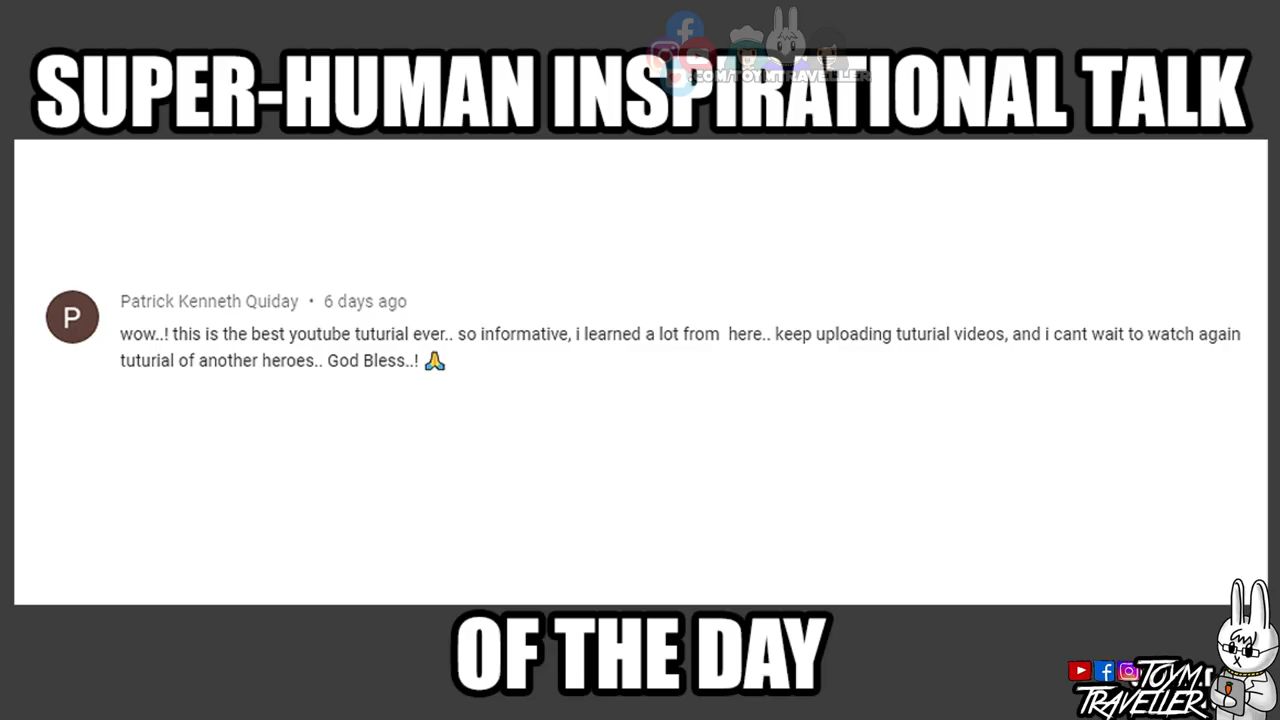 .COM/TOYMTRAVELLER
SUPER-HUMAN INSPIRATIONAL TALK
P
Patrick Kenneth Quiday • 6 days ago
wow..! this is the best youtube tuturial ever.. so informative, i learned a lot from here.. keep uploading tuturial videos, and i cant wait to watch again
tuturial of another heroes.. God Bless..! 🙏
OF THE DAY
TOYM
TRAVELLER